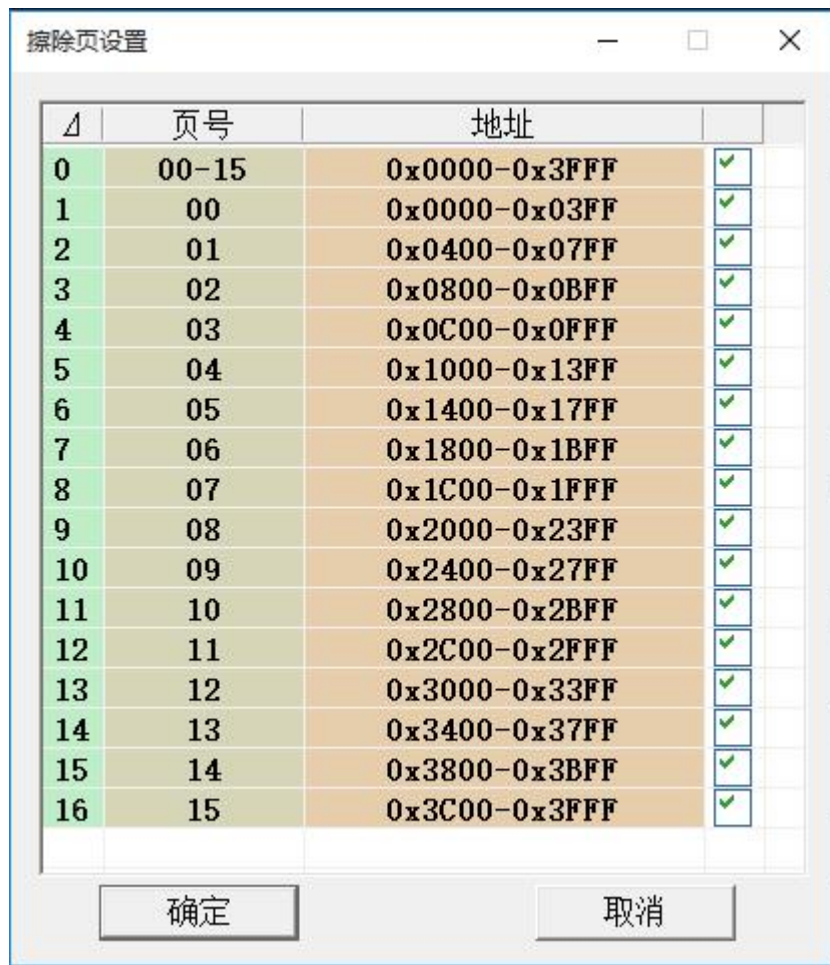 擦除页设置
⊿ 页号 地址
0 00-15 0x0000-0x3FFF
1 00 0x0000-0x03FF
2 01 0x0400-0x07FF
3 02 0x0800-0x0BFF
4 03 0x0C00-0x0FFF
5 04 0x1000-0x13FF
6 05 0x1400-0x17FF
7 06 0x1800-0x1BFF
8 07 0x1C00-0x1FFF
9 08 0x2000-0x23FF
10 09 0x2400-0x27FF
11 10 0x2800-0x2BFF
12 11 0x2C00-0x2FFF
13 12 0x3000-0x33FF
14 13 0x3400-0x37FF
15 14 0x3800-0x3BFF
16 15 0x3C00-0x3FFF
确定 取消